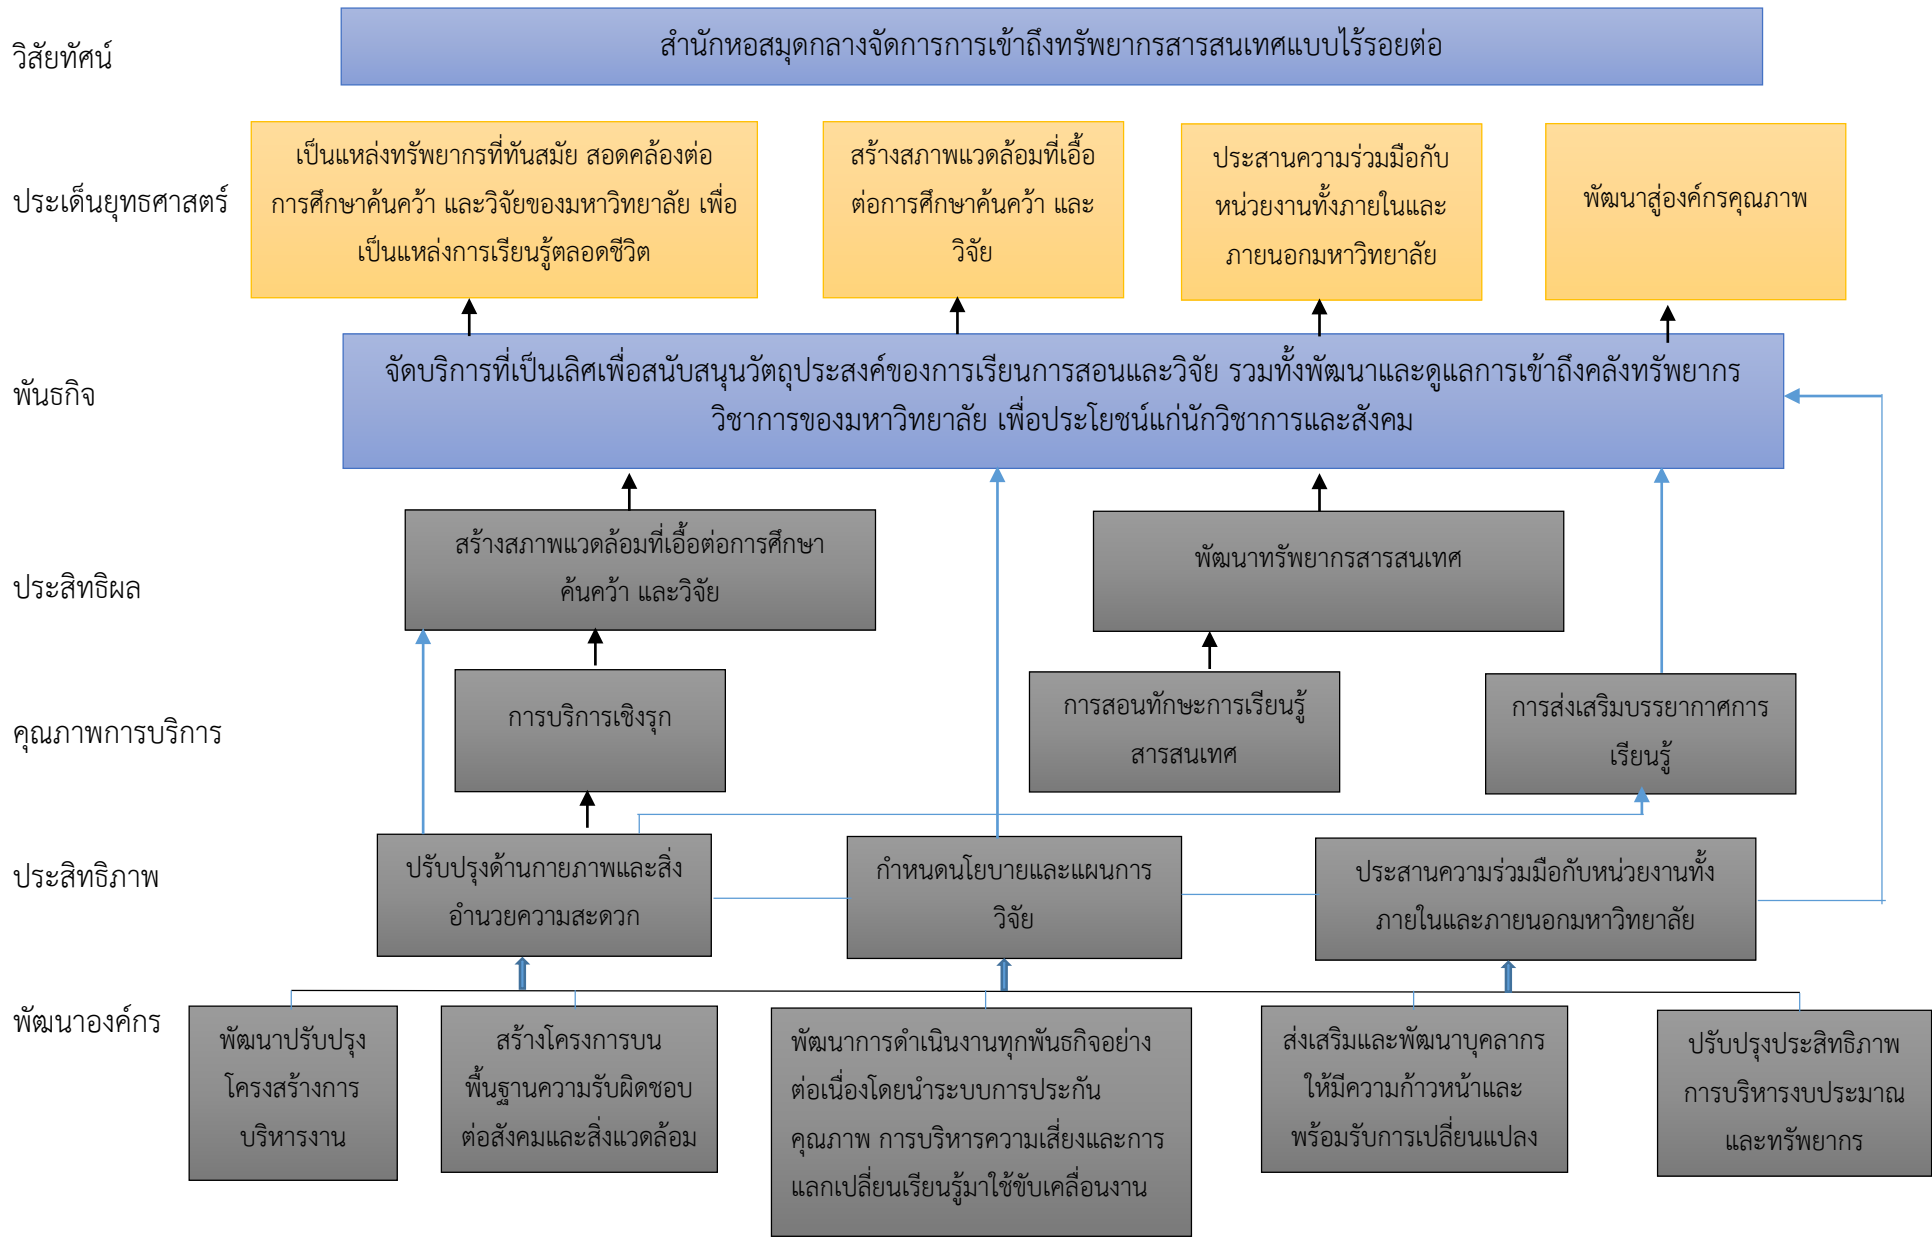 วิสัยทัศน์
สำนักหอสมุดกลางจัดการการเข้าถึงทรัพยากรสารสนเทศแบบไร้รอยต่อ
ประเด็นยุทธศาสตร์
เป็นแหล่งทรัพยากรที่ทันสมัย สอดคล้องต่อ
การศึกษาค้นคว้า และวิจัยของมหาวิทยาลัย เพื่อ
เป็นแหล่งการเรียนรู้ตลอดชีวิต
สร้างสภาพแวดล้อมที่เอื้อ
ต่อการศึกษาค้นคว้า และ
วิจัย
ประสานความร่วมมือกับ
หน่วยงานทั้งภายในและ
ภายนอกมหาวิทยาลัย
พัฒนาสู่องค์กรคุณภาพ
พันธกิจ
จัดบริการที่เป็นเลิศเพื่อสนับสนุนวัตถุประสงค์ของการเรียนการสอนและวิจัย รวมทั้งพัฒนาและดูแลการเข้าถึงคลังทรัพยากร
วิชาการของมหาวิทยาลัย เพื่อประโยชน์แก่นักวิชาการและสังคม
ประสิทธิผล
สร้างสภาพแวดล้อมที่เอื้อต่อการศึกษา
ค้นคว้า และวิจัย
พัฒนาทรัพยากรสารสนเทศ
คุณภาพการบริการ
การบริการเชิงรุก
การสอนทักษะการเรียนรู้
สารสนเทศ
การส่งเสริมบรรยากาศการ
เรียนรู้
ประสิทธิภาพ
ปรับปรุงด้านกายภาพและสิ่ง
อำนวยความสะดวก
กำหนดนโยบายและแผนการ
วิจัย
ประสานความร่วมมือกับหน่วยงานทั้ง
ภายในและภายนอกมหาวิทยาลัย
พัฒนาองค์กร
พัฒนาปรับปรุง
โครงสร้างการ
บริหารงาน
สร้างโครงการบน
พื้นฐานความรับผิดชอบ
ต่อสังคมและสิ่งแวดล้อม
พัฒนาการดำเนินงานทุกพันธกิจอย่าง
ต่อเนื่องโดยนำระบบการประกัน
คุณภาพ การบริหารความเสี่ยงและการ
แลกเปลี่ยนเรียนรู้มาใช้ขับเคลื่อนงาน
ส่งเสริมและพัฒนาบุคลากร
ให้มีความก้าวหน้าและ
พร้อมรับการเปลี่ยนแปลง
ปรับปรุงประสิทธิภาพ
การบริหารงบประมาณ
และทรัพยากร